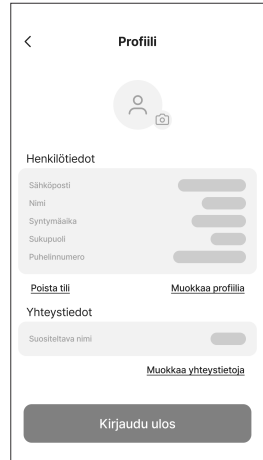 Profiili
Henkilötiedot
Sähköposti
Nimi
Syntymäaika
Sukupuoli
Puhelinnumero
Poista tili Muokkaa profiilia
Yhteystiedot
Suositeltava nimi
Muokkaa yhteystietoja
Kirjaudu ulos